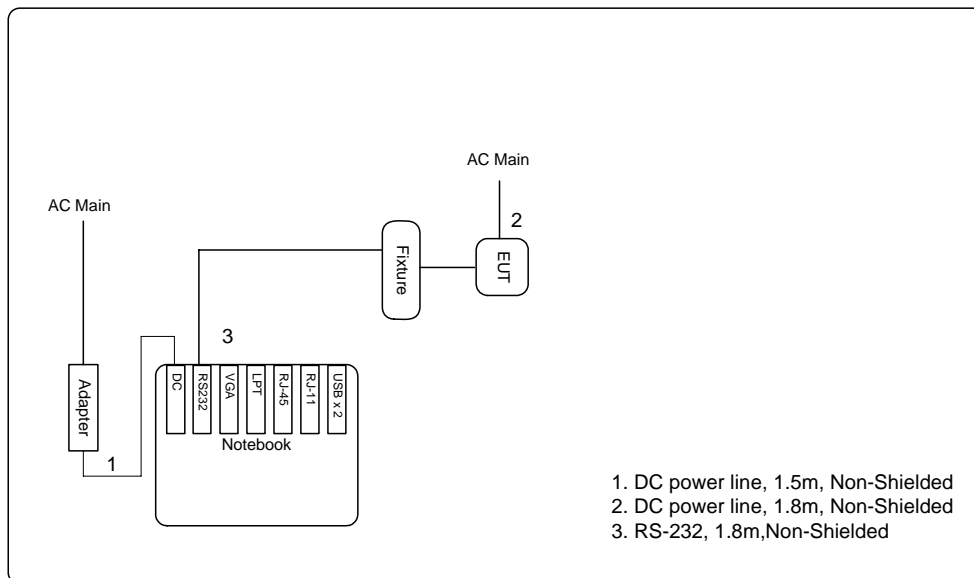 AC Main
2
AC Main
Fixture
EUT
3
DC
RS232
VGA
LPT
RJ-45
RJ-11
USB x 2
Adapter
Notebook
1
1. DC power line, 1.5m, Non-Shielded
2. DC power line, 1.8m, Non-Shielded
3. RS-232, 1.8m,Non-Shielded